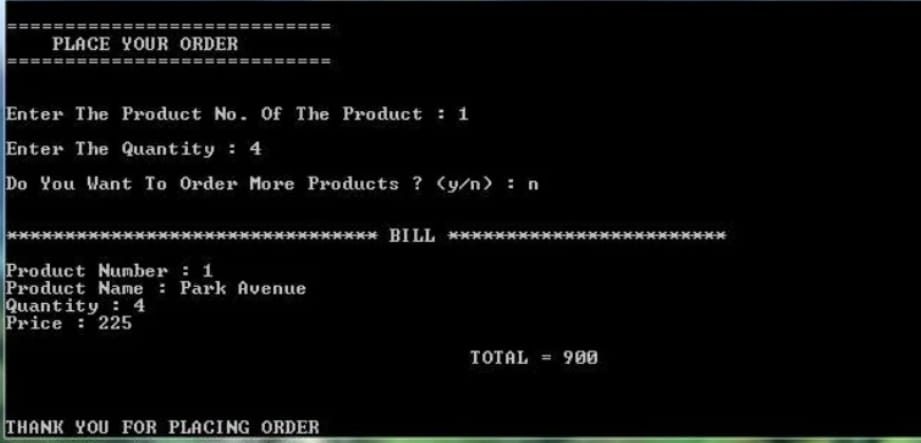 ============================
PLACE YOUR ORDER
============================
Enter The Product No. Of The Product : 1
Enter The Quantity : 4
Do You Want To Order More Products ? (y/n) : n
******************************** BILL ************************
Product Number : 1
Product Name : Park Avenue
Quantity : 4
Price : 225
TOTAL = 900
THANK YOU FOR PLACING ORDER